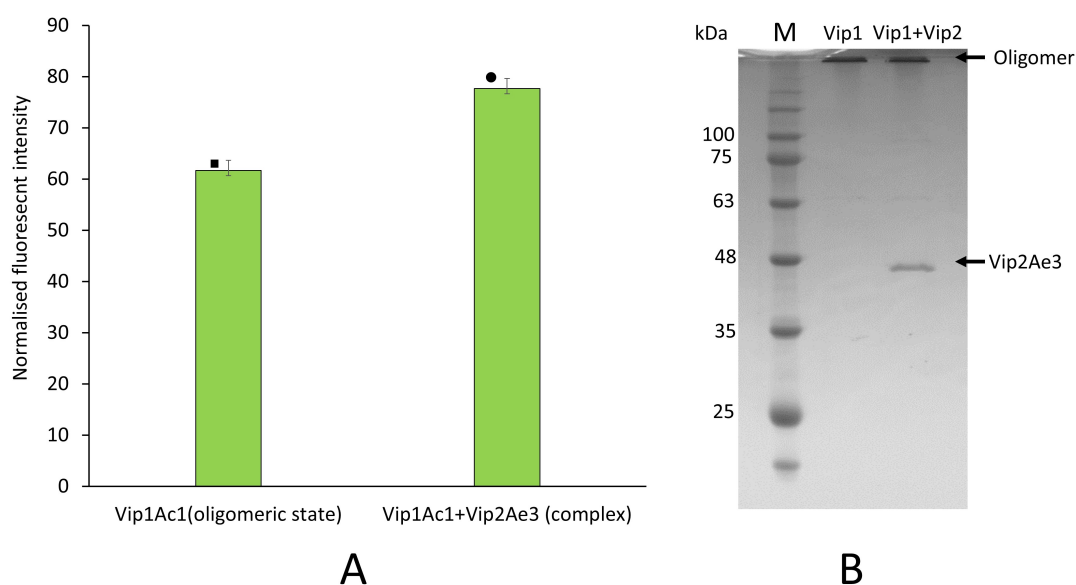 Normalised fluoresecnt intensity
90
80
70
60
50
40
30
20
10
0
Vip1Ac1(oligomeric state)
Vip1Ac1+Vip2Ae3 (complex)
A
kDa M Vip1 Vip1+Vip2
Oligomer
100
75
63
48
Vip2Ae3
35
25
B